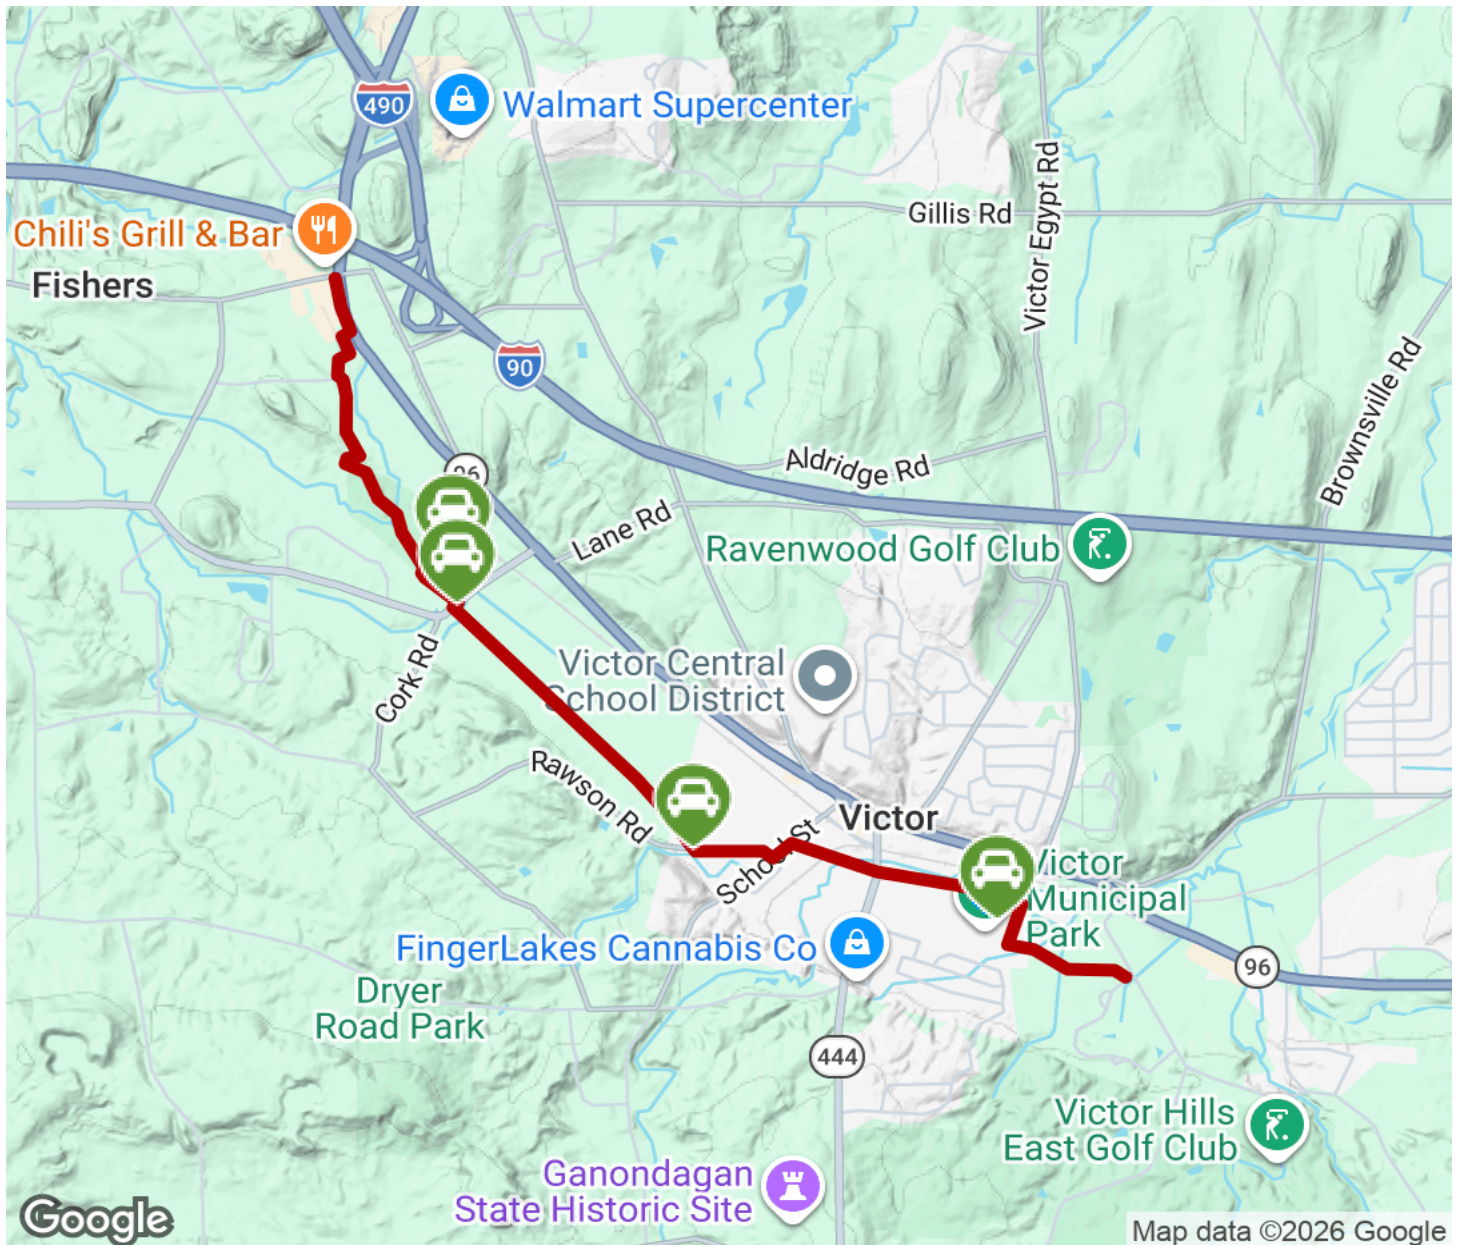 490
Walmart Supercenter
Victor Egypt Rd
Gillis Rd
Chili's Grill & Bar
Fishers
90
Brownsville Rd
Aldridge Rd
96
Lane Rd
Ravenwood Golf Club
Cork Rd
Victor Central
School District
Rawson Rd
Victor
School St
Victor
Municipal
Park
FingerLakes Cannabis Co
96
Dryer
Road Park
444
Victor Hills
East Golf Club
Ganondagan
State Historic Site
Google
Map data ©2026 Google